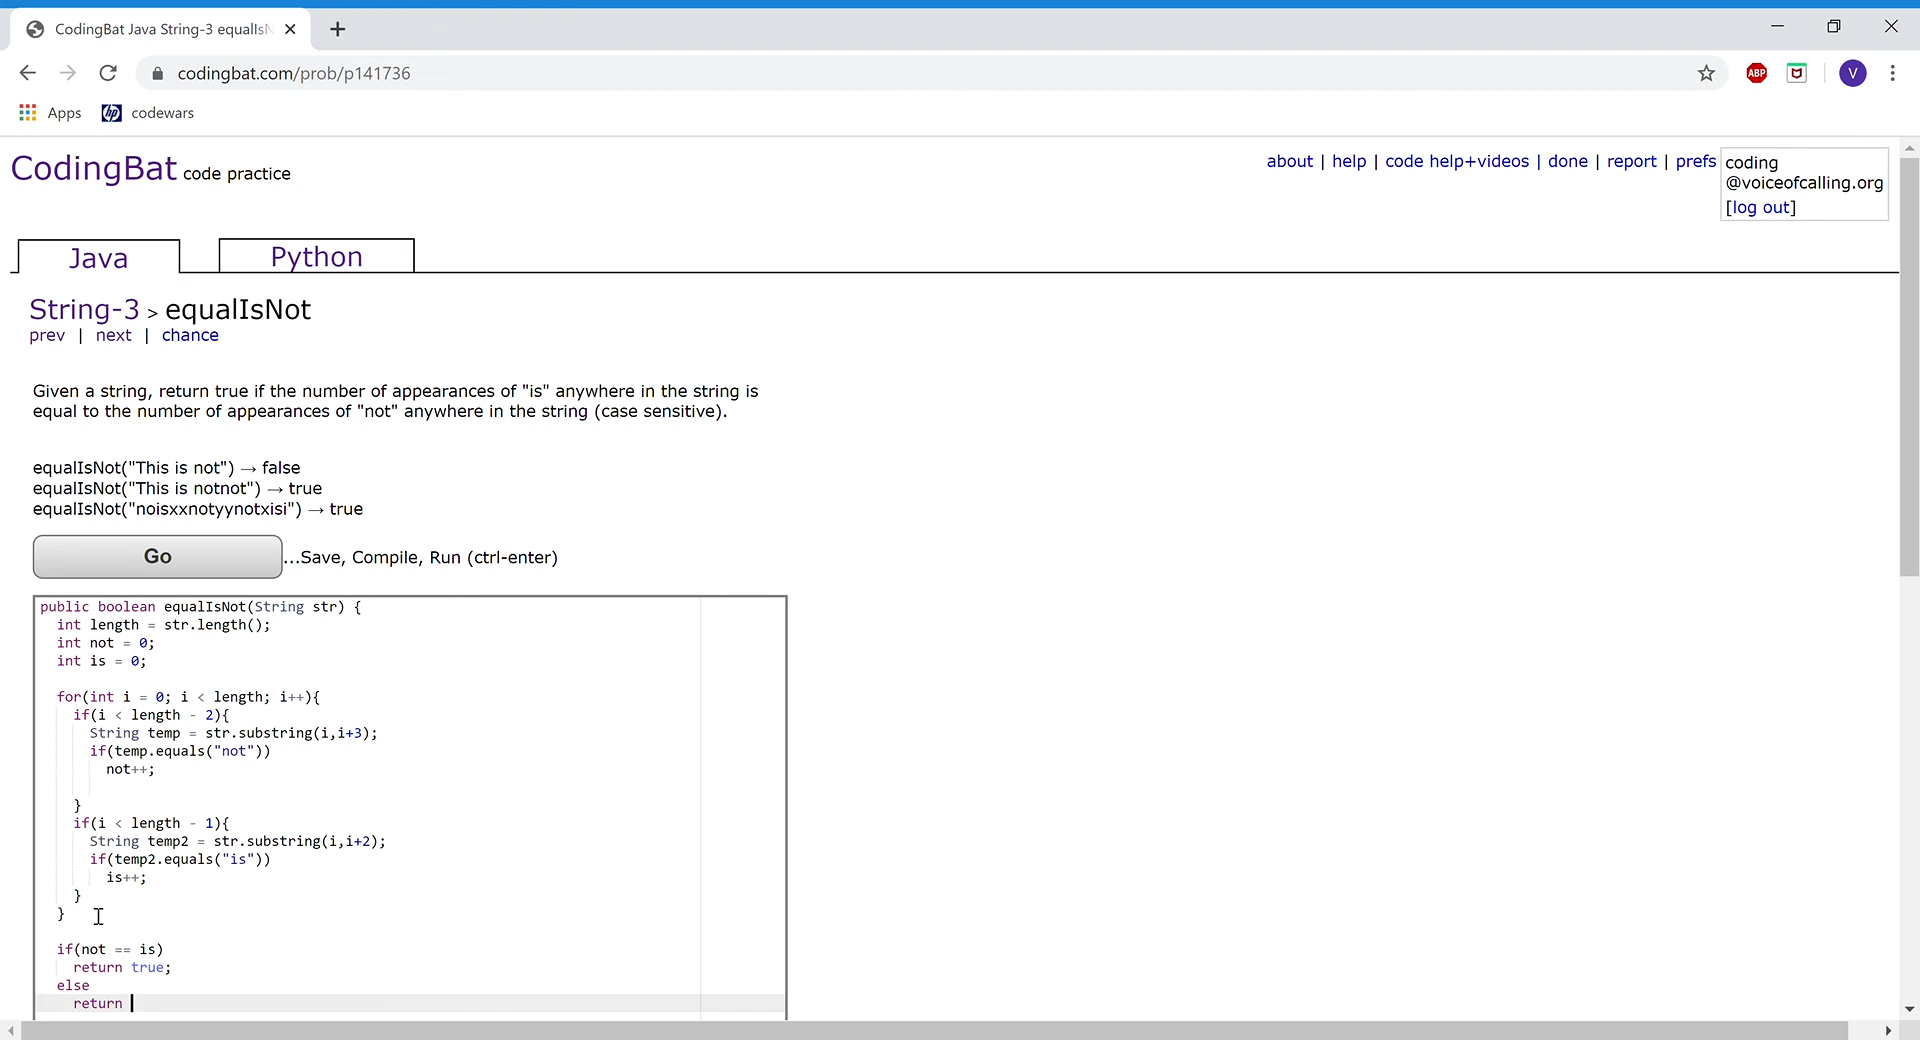 CodingBat Java String-3 equalIsN
codingbat.com/prob/p141736
ABP
V
Apps
hp
codewars
CodingBat code practice
about | help | code help+videos | done | report | prefs
coding
@voiceofcalling.org
[log out]
Java
Python
String-3 > equalIsNot
prev | next | chance
Given a string, return true if the number of appearances of "is" anywhere in the string is
equal to the number of appearances of "not" anywhere in the string (case sensitive).
equalIsNot("This is not") → false
equalIsNot("This is notnot") → true
equalIsNot("noisxxnotyynotxisi") → true
Go
...Save, Compile, Run (ctrl-enter)
public boolean equalIsNot(String str) {
int length = str.length();
int not = 0;
int is = 0;
for(int i = 0; i < length; i++){
if(i < length - 2){
String temp = str.substring(i,i+3);
if(temp.equals("not"))
not++;
}
if(i < length - 1){
String temp2 = str.substring(i,i+2);
if(temp2.equals("is"))
is++;
}
}
if(not == is)
return true;
else
return